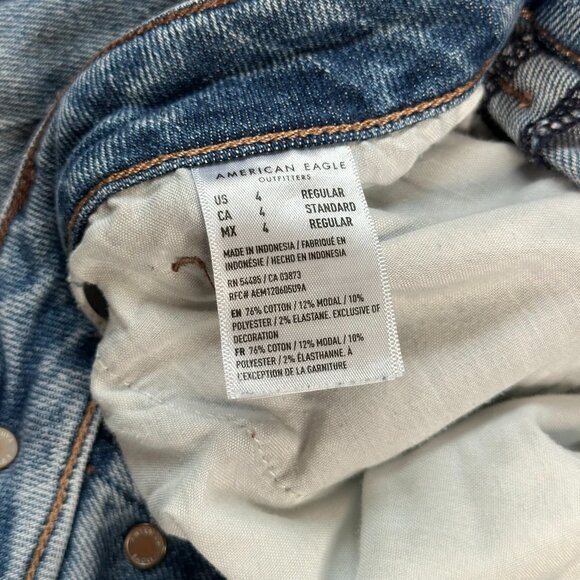 AMERICAN EAGLE
OUTFITTERS
US 4 REGULAR
CA 4 STANDARD
MX 4 REGULAR
MADE IN INDONESIA / FABRIQUÉ EN
INDONÉSIE / HECHO EN INDONESIA
RN 54485 / CA 03873
RFC# AEM120605U9A
EN 76% COTTON / 12% MODAL / 10%
POLYESTER / 2% ELASTANE. EXCLUSIVE OF
DECORATION
FR 76% COTTON / 12% MODAL / 10%
POLYESTER / 2% ÉLASTHANNE. À
L'EXCEPTION DE LA GARNITURE